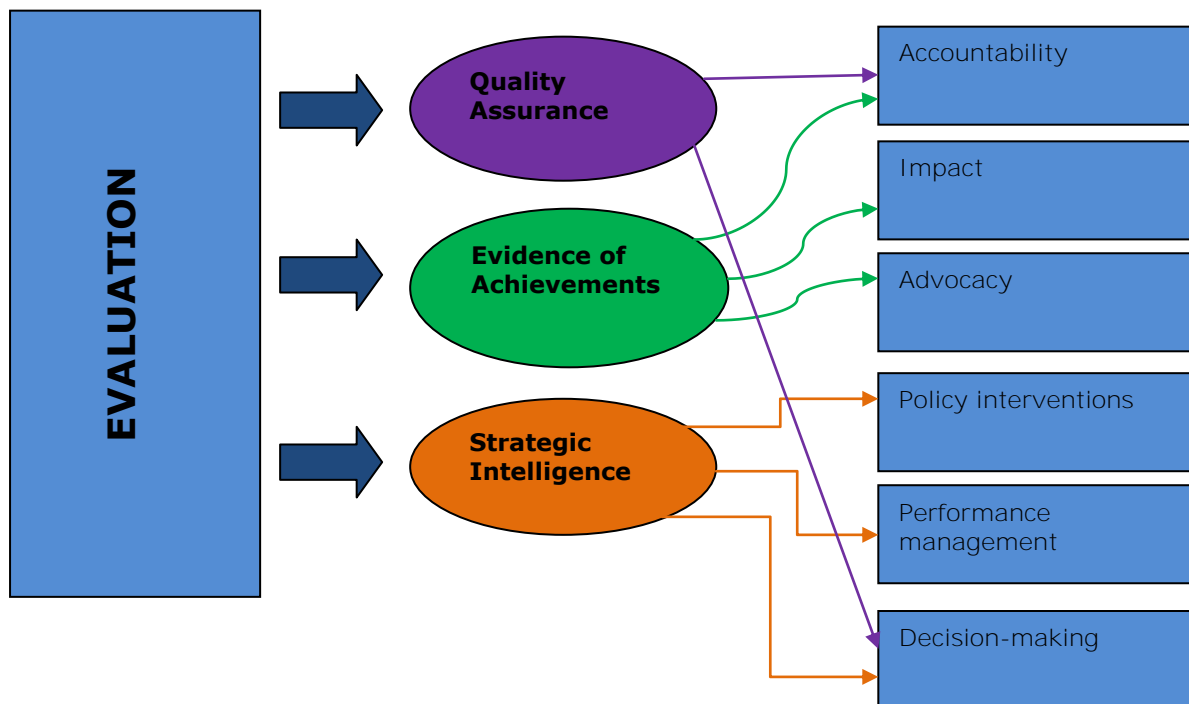 EVALUATION
Quality
Assurance
Evidence of
Achievements
Strategic
Intelligence
Accountability
Impact
Advocacy
Policy interventions
Performance
management
Decision-making